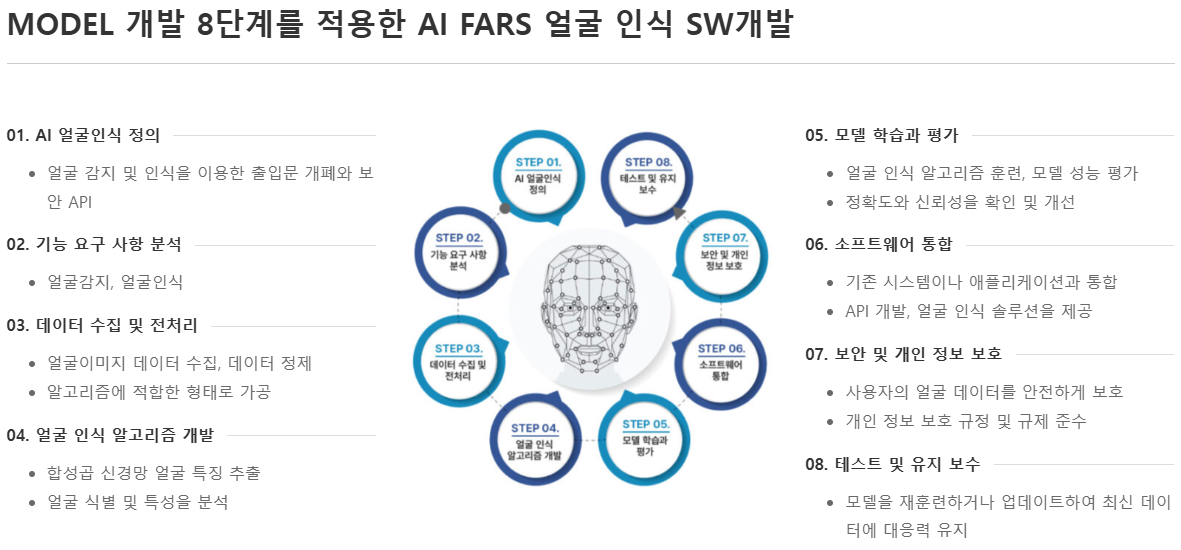 MODEL 개발 8단계를 적용한 AI FARS 얼굴 인식 SW개발
01. AI 얼굴인식 정의
얼굴 감지 및 인식을 이용한 출입문 개폐와 보
안 API
02. 기능 요구 사항 분석
얼굴감지, 얼굴인식
03. 데이터 수집 및 전처리
얼굴이미지 데이터 수집, 데이터 정제
알고리즘에 적합한 형태로 가공
04. 얼굴 인식 알고리즘 개발
합성곱 신경망 얼굴 특징 추출
얼굴 식별 및 특성을 분석
STEP 01.
AI 얼굴인식
정의
STEP 02.
기능 요구 사항
분석
STEP 03.
데이터 수집 및
전처리
STEP 04.
얼굴 인식
알고리즘 개발
STEP 05.
모델 학습과
평가
STEP 06.
소프트웨어
통합
STEP 07.
보안 및 개인
정보 보호
STEP 08.
테스트 및 유지
보수
05. 모델 학습과 평가
얼굴 인식 알고리즘 훈련, 모델 성능 평가
정확도와 신뢰성을 확인 및 개선
06. 소프트웨어 통합
기존 시스템이나 애플리케이션과 통합
API 개발, 얼굴 인식 솔루션을 제공
07. 보안 및 개인 정보 보호
사용자의 얼굴 데이터를 안전하게 보호
개인 정보 보호 규정 및 규제 준수
08. 테스트 및 유지 보수
모델을 재훈련하거나 업데이트하여 최신 데이
터에 대응력 유지